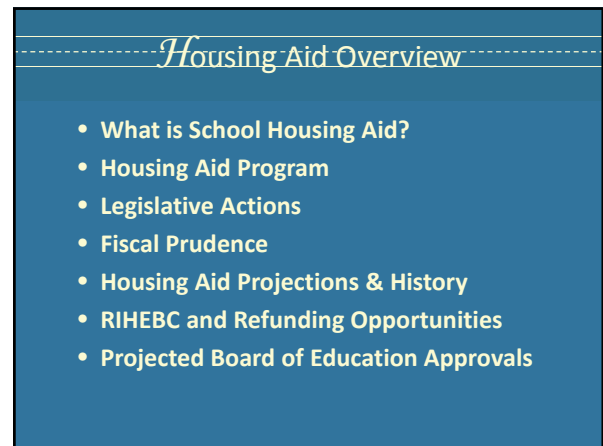 Housing Aid Overview
• What is School Housing Aid?
• Housing Aid Program
• Legislative Actions
• Fiscal Prudence
• Housing Aid Projections & History
• RIHEBC and Refunding Opportunities
• Projected Board of Education Approvals